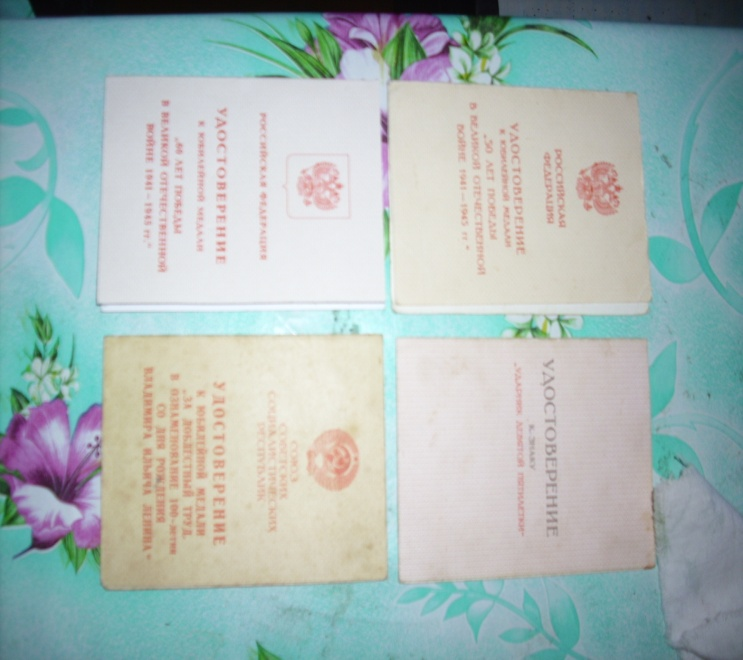 РОССИЙСКАЯ ФЕДЕРАЦИЯ
УДОСТОВЕРЕНИЕ
К ЮБИЛЕЙНОЙ МЕДАЛИ
„60 ЛЕТ ПОБЕДЫ
В ВЕЛИКОЙ ОТЕЧЕСТВЕННОЙ
ВОЙНЕ 1941—1945 гг."
РОССИЙСКАЯ
ФЕДЕРАЦИЯ
УДОСТОВЕРЕНИЕ
К ЮБИЛЕЙНОЙ МЕДАЛИ
„50 ЛЕТ ПОБЕДЫ
В ВЕЛИКОЙ ОТЕЧЕСТВЕННОЙ
ВОЙНЕ 1941—1945 гг."
СОЮЗ
СОВЕТСКИХ
СОЦИАЛИСТИЧЕСКИХ
РЕСПУБЛИК
УДОСТОВЕРЕНИЕ
К ЮБИЛЕЙНОЙ МЕДАЛИ
„ЗА ДОБЛЕСТНЫЙ ТРУД.
В ОЗНАМЕНОВАНИЕ 100-летия
СО ДНЯ РОЖДЕНИЯ
ВЛАДИМИРА ИЛЬИЧА ЛЕНИНА"
УДОСТОВЕРЕНИЕ
К ЗНАКУ
"УДАРНИК ДЕВЯТОЙ ПЯТИЛЕТКИ"